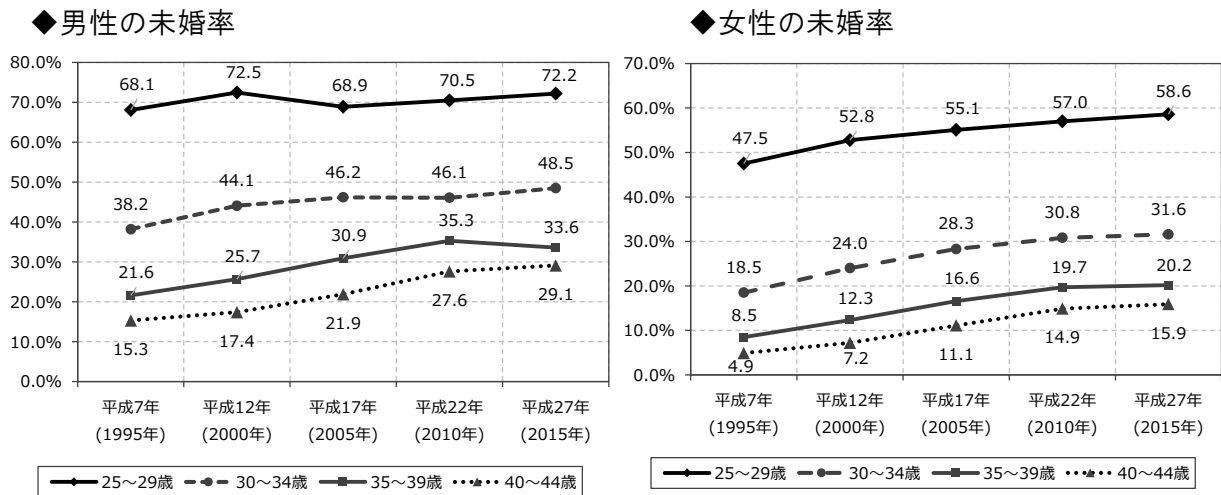 ◆男性の未婚率
80.0%
70.0%
60.0%
50.0%
40.0%
30.0%
20.0%
10.0%
0.0%
68.1 72.5 68.9 70.5 72.2
38.2 44.1 46.2 46.1 48.5
21.6 25.7 30.9 35.3 33.6
15.3 17.4 21.9 27.6 29.1
平成7年 平成12年 平成17年 平成22年 平成27年
(1995年) (2000年) (2005年) (2010年) (2015年)
25～29歳 30～34歳 35～39歳 40～44歳
◆女性の未婚率
70.0%
60.0%
50.0%
40.0%
30.0%
20.0%
10.0%
0.0%
47.5 52.8 55.1 57.0 58.6
18.5 24.0 28.3 30.8 31.6
8.5 12.3 16.6 19.7 20.2
4.9 7.2 11.1 14.9 15.9
平成7年 平成12年 平成17年 平成22年 平成27年
(1995年) (2000年) (2005年) (2010年) (2015年)
25～29歳 30～34歳 35～39歳 40～44歳